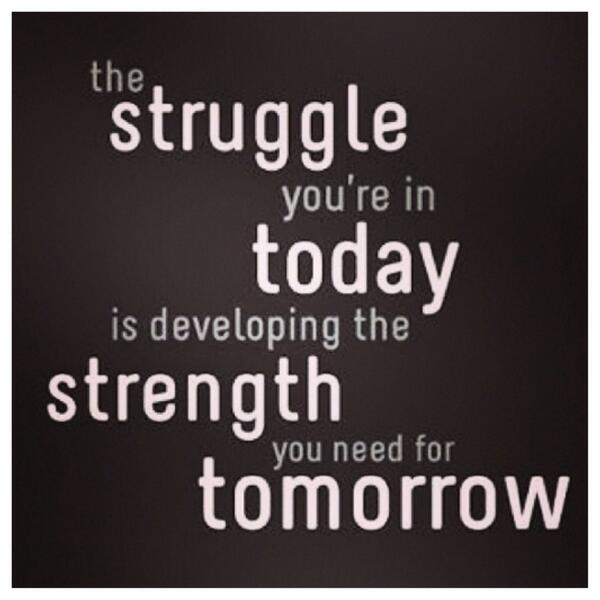 the
struggle
you're in
today
is developing the
strength
you need for
tomorrow